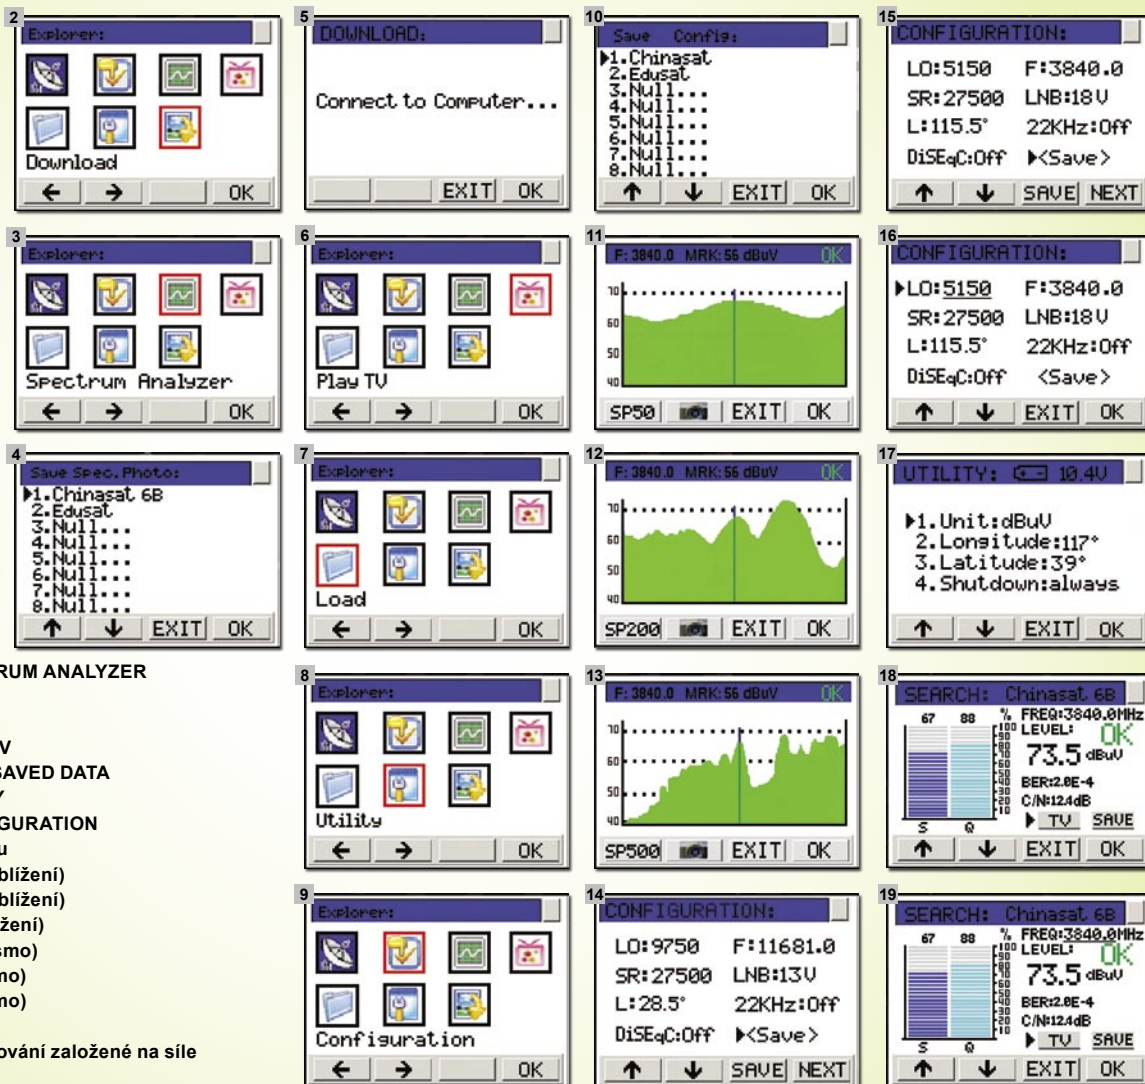 2
Explorer:
Download
← → OK
3
Explorer:
Spectrum Analyzer
← → OK
4
Save Spec.Photo:
▶1.Chinasat 6B
2.Edusat
3.Null...
4.Null...
5.Null...
6.Null...
7.Null...
8.Null...
↑ ↓ EXIT OK
RUM ANALYZER
V
SAVED DATA
Y
GURATION
u
blížení)
blížení)
žení)
smo)
mo)
mo)
ování založené na síle
5
DOWNLOAD:
Connect to Computer...
EXIT OK
6
Explorer:
Play TV
← → OK
7
Explorer:
Load
← → OK
8
Explorer:
Utility
← → OK
9
Explorer:
Configuration
← → OK
10
Save Config:
▶1.Chinasat
2.Edusat
3.Null...
4.Null...
5.Null...
6.Null...
7.Null...
8.Null...
↑ ↓ EXIT OK
11
F: 3840.0 MRK: 56 dBuV OK
70
60
50
40
SP50 EXIT OK
12
F: 3840.0 MRK: 56 dBuV OK
70
60
50
40
SP200 EXIT OK
13
F: 3840.0 MRK: 56 dBuV OK
70
60
50
40
SP500 EXIT OK
14
CONFIGURATION:
LO:9750 F:11681.0
SR:27500 LNB:13V
L:28.5° 22KHz:Off
DiSEqC:Off ▶<Save>
↑ ↓ SAVE NEXT
15
CONFIGURATION:
LO:5150 F:3840.0
SR:27500 LNB:18V
L:115.5° 22KHz:Off
DiSEqC:Off ▶<Save>
↑ ↓ SAVE NEXT
16
CONFIGURATION:
▶LO:5150 F:3840.0
SR:27500 LNB:18V
L:115.5° 22KHz:Off
DiSEqC:Off <Save>
↑ ↓ EXIT OK
17
UTILITY: 10.4V
▶1.Unit:dBuV
2.Longitude:117°
3.Latitude:39°
4.Shutdown:always
↑ ↓ EXIT OK
18
SEARCH: Chinasat 6B
67 88 % FREQ:3840.0MHz
LEVEL: OK
73.5 dBuV
BER:2.0E-4
C/N:12.4dB
▶ TV SAVE
S Q
↑ ↓ EXIT OK
19
SEARCH: Chinasat 6B
67 88 % FREQ:3840.0MHz
LEVEL: OK
73.5 dBuV
BER:2.0E-4
C/N:12.4dB
▶ TV SAVE
S Q
↑ ↓ EXIT OK